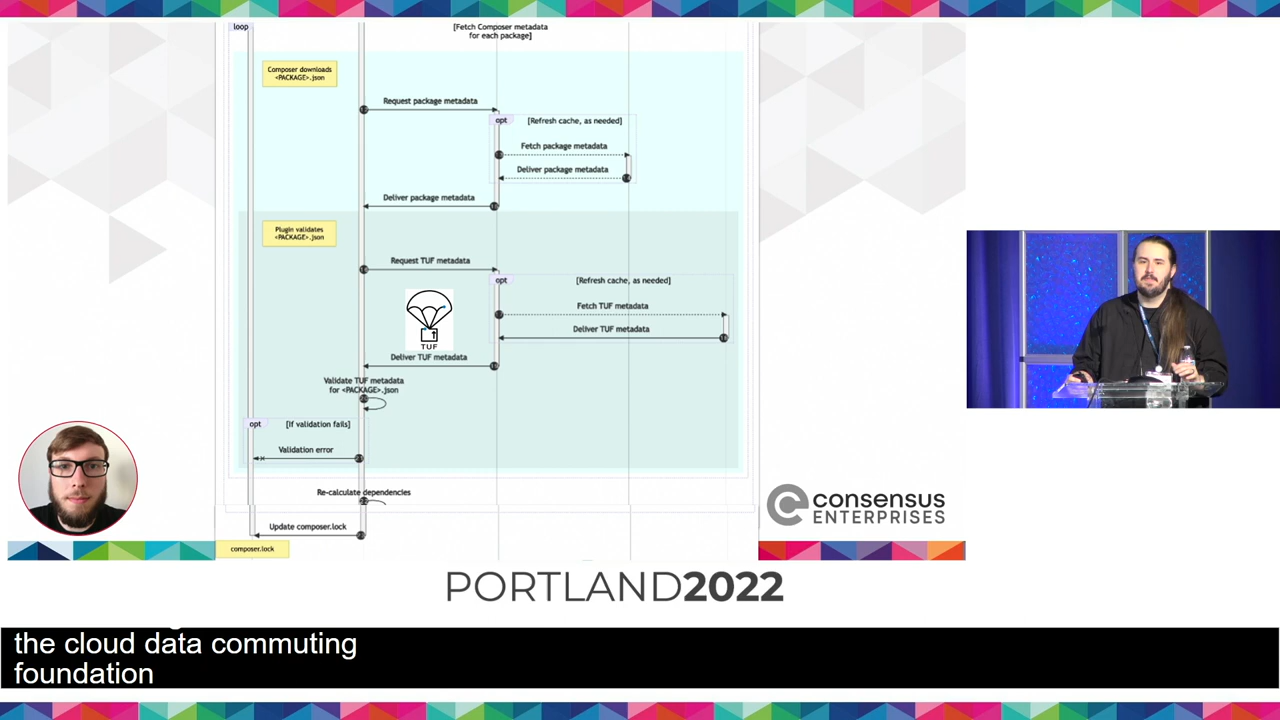 loop
[Fetch Composer metadata
for each package]
Composer downloads
<PACKAGE>.json
Request package metadata
opt
[Refresh cache, as needed]
Fetch package metadata
Deliver package metadata
Deliver package metadata
Plugin validates
<PACKAGE>.json
Request TUF metadata
opt
[Refresh cache, as needed]
Fetch TUF metadata
TUF
Deliver TUF metadata
Deliver TUF metadata
Validate TUF metadata
for <PACKAGE>.json
opt
[If validation fails]
Validation error
Re-calculate dependencies
Update composer.lock
composer.lock
consensus
ENTERPRISES
PORTLAND2022
the cloud data commuting
foundation